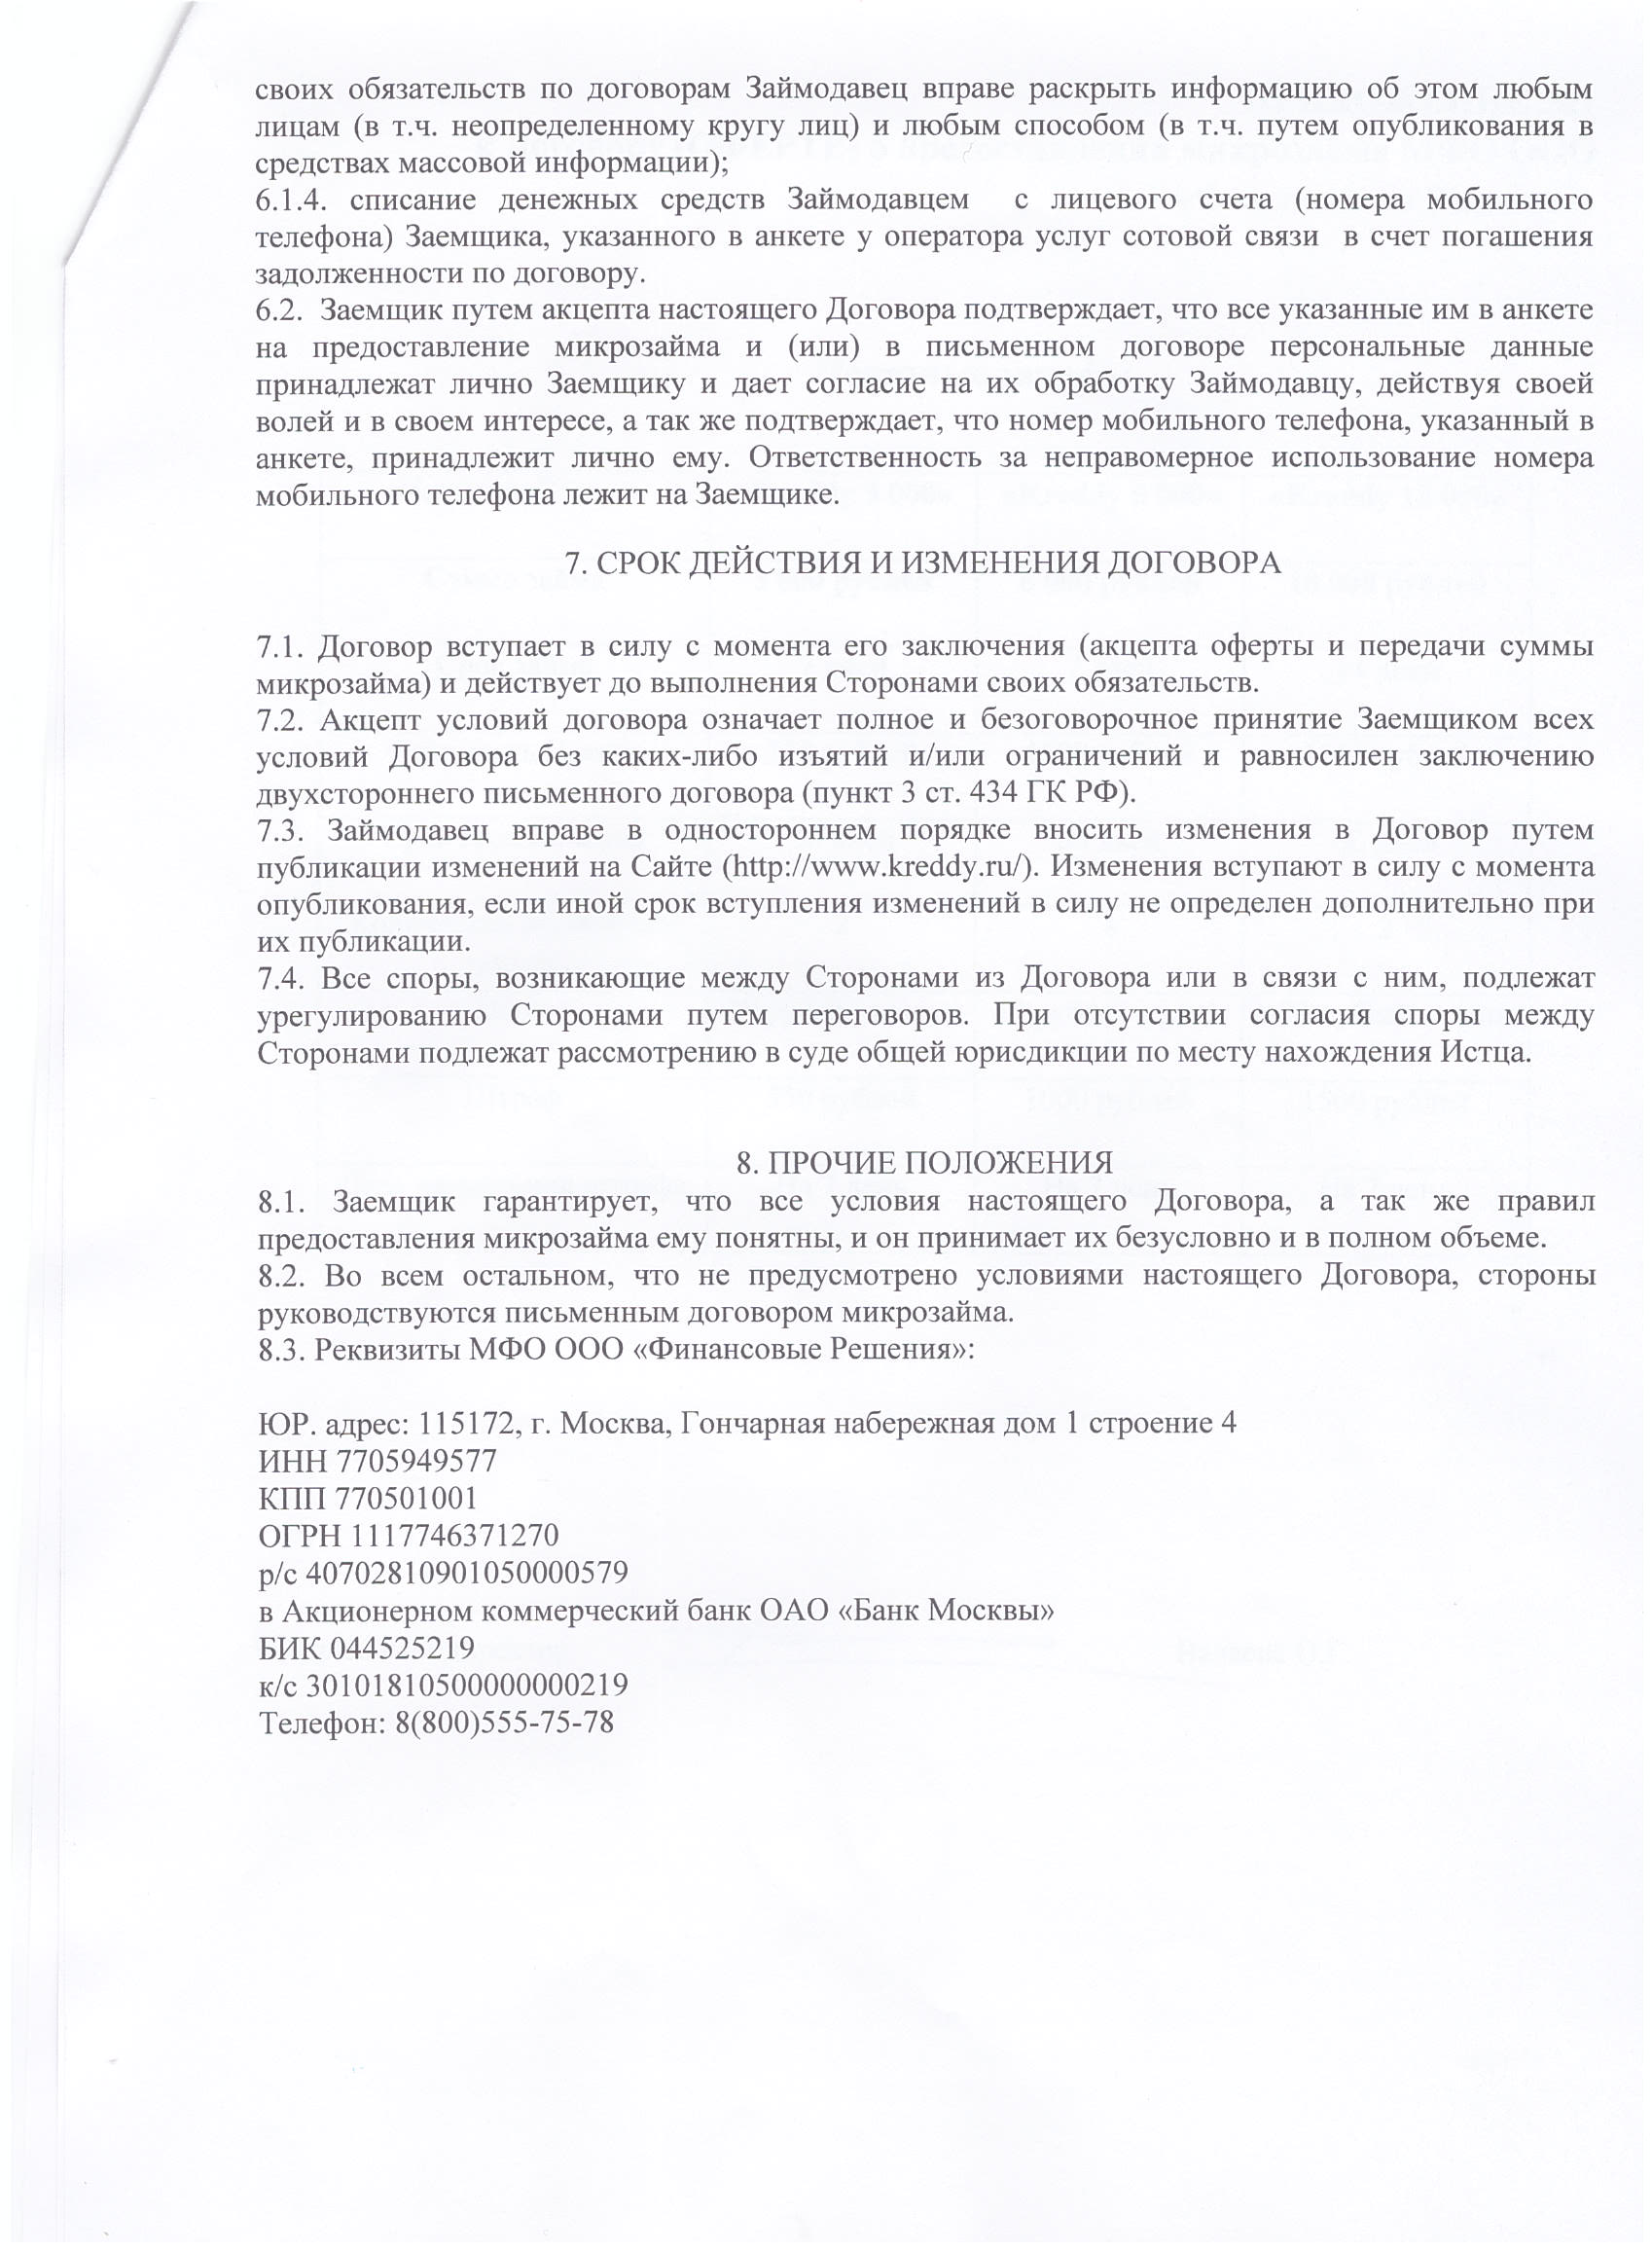 своих обязательств по договорам Займодавец вправе раскрыть информацию об этом любым
лицам (в т.ч. неопределенному кругу лиц) и любым способом (в т.ч. путем опубликования в
средствах массовой информации);
6.1.4. списание денежных средств Займодавцем с лицевого счета (номера мобильного
телефона) Заемщика, указанного в анкете у оператора услуг сотовой связи в счет погашения
задолженности по договору.
6.2. Заемщик путем акцепта настоящего Договора подтверждает, что все указанные им в анкете
на предоставление микрозайма и (или) в письменном договоре персональные данные
принадлежат лично Заемщику и дает согласие на их обработку Займодавцу, действуя своей
волей и в своем интересе, а так же подтверждает, что номер мобильного телефона, указанный в
анкете, принадлежит лично ему. Ответственность за неправомерное использование номера
мобильного телефона лежит на Заемщике.
7. СРОК ДЕЙСТВИЯ И ИЗМЕНЕНИЯ ДОГОВОРА
7.1. Договор вступает в силу с момента его заключения (акцепта оферты и передачи суммы
микрозайма) и действует до выполнения Сторонами своих обязательств.
7.2. Акцепт условий договора означает полное и безоговорочное принятие Заемщиком всех
условий Договора без каких-либо изъятий и/или ограничений и равносилен заключению
двухстороннего письменного договора (пункт 3 ст. 434 ГК РФ).
7.3. Займодавец вправе в одностороннем порядке вносить изменения в Договор путем
публикации изменений на Сайте (http://www.kreddy.ru/). Изменения вступают в силу с момента
опубликования, если иной срок вступления изменений в силу не определен дополнительно при
их публикации.
7.4. Все споры, возникающие между Сторонами из Договора или в связи с ним, подлежат
урегулированию Сторонами путем переговоров. При отсутствии согласия споры между
Сторонами подлежат рассмотрению в суде общей юрисдикции по месту нахождения Истца.
8. ПРОЧИЕ ПОЛОЖЕНИЯ
8.1. Заемщик гарантирует, что все условия настоящего Договора, а так же правил
предоставления микрозайма ему понятны, и он принимает их безусловно и в полном объеме.
8.2. Во всем остальном, что не предусмотрено условиями настоящего Договора, стороны
руководствуются письменным договором микрозайма.
8.3. Реквизиты МФО ООО «Финансовые Решения»:
ЮР. адрес: 115172, г. Москва, Гончарная набережная дом 1 строение 4
ИНН 7705949577
КПП 770501001
ОГРН 1117746371270
р/с 40702810901050000579
в Акционерном коммерческий банк ОАО «Банк Москвы»
БИК 044525219
к/с 30101810500000000219
Телефон: 8(800)555-75-78